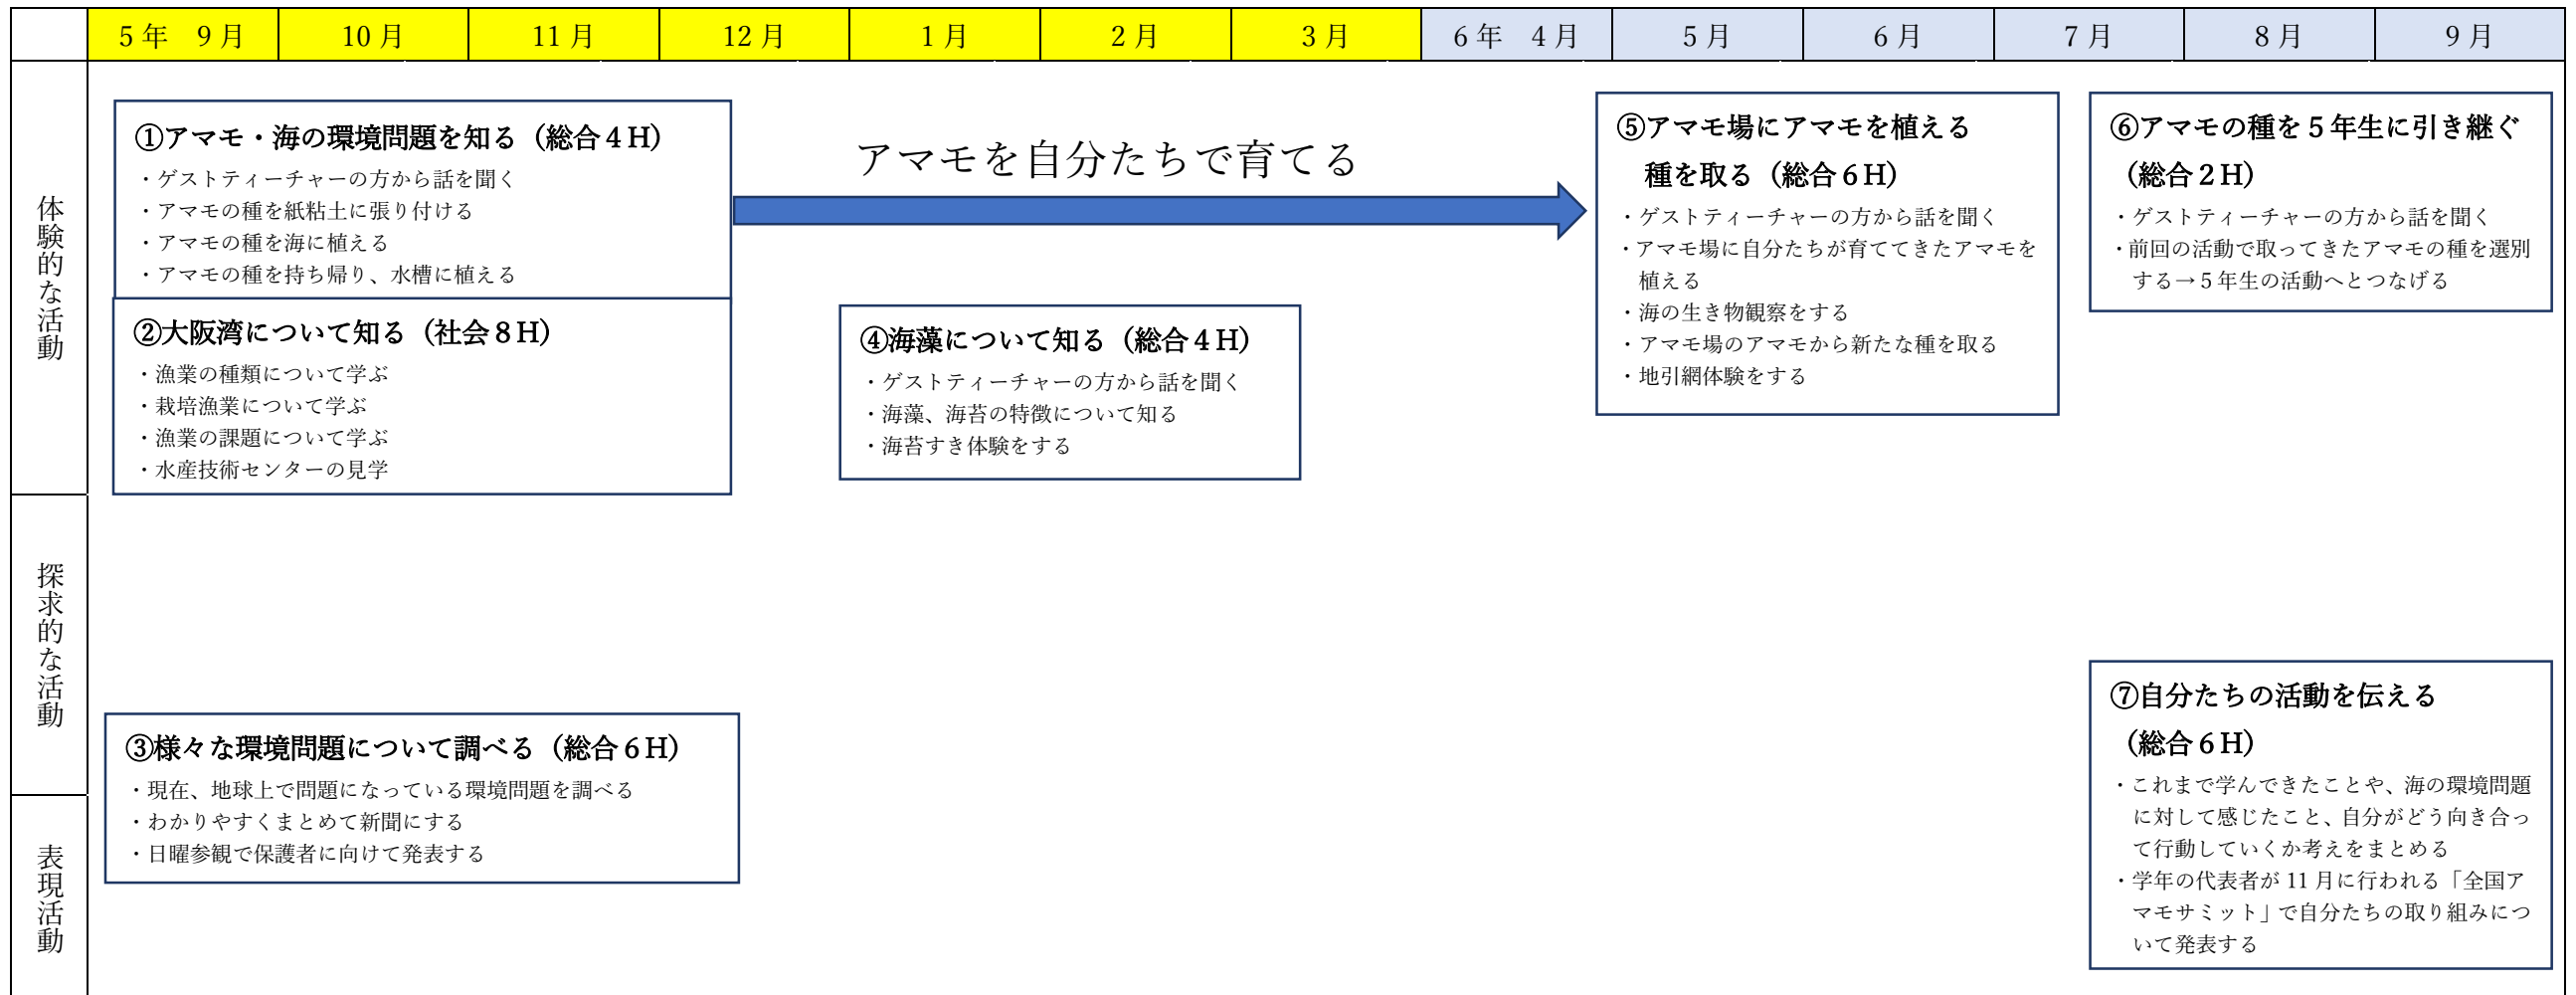 5年　9月
10月
11月
12月
1月
2月
3月
6年　4月
5月
6月
7月
8月
9月
体験的な活動
①アマモ・海の環境問題を知る（総合４H）
・ゲストティーチャーの方から話を聞く
・アマモの種を紙粘土に張り付ける
・アマモの種を海に植える
・アマモの種を持ち帰り、水槽に植える
②大阪湾について知る（社会８H）
・漁業の種類について学ぶ
・栽培漁業について学ぶ
・漁業の課題について学ぶ
・水産技術センターの見学
アマモを自分たちで育てる
④海藻について知る（総合４H）
・ゲストティーチャーの方から話を聞く
・海藻、海苔の特徴について知る
・海苔すき体験をする
⑤アマモ場にアマモを植える
種を取る（総合６H）
・ゲストティーチャーの方から話を聞く
・アマモ場に自分たちが育ててきたアマモを
植える
・海の生き物観察をする
・アマモ場のアマモから新たな種を取る
・地引網体験をする
⑥アマモの種を５年生に引き継ぐ
（総合２H）
・ゲストティーチャーの方から話を聞く
・前回の活動で取ってきたアマモの種を選別
する→５年生の活動へとつなげる
探求的な活動
表現活動
③様々な環境問題について調べる（総合６H）
・現在、地球上で問題になっている環境問題を調べる
・わかりやすくまとめて新聞にする
・日曜参観で保護者に向けて発表する
⑦自分たちの活動を伝える
（総合６H）
・これまで学んできたことや、海の環境問題
に対して感じたこと、自分がどう向き合っ
て行動していくか考えをまとめる
・学年の代表者が11月に行われる「全国ア
マモサミット」で自分たちの取り組みにつ
いて発表する